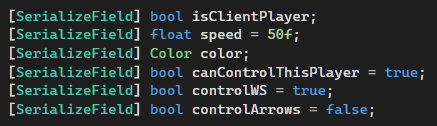 [SerializeField] bool isClientPlayer;
[SerializeField] float speed = 50f;
[SerializeField] Color color;
[SerializeField] bool canControlThisPlayer = true;
[SerializeField] bool controlWS = true;
[SerializeField] bool controlArrows = false;